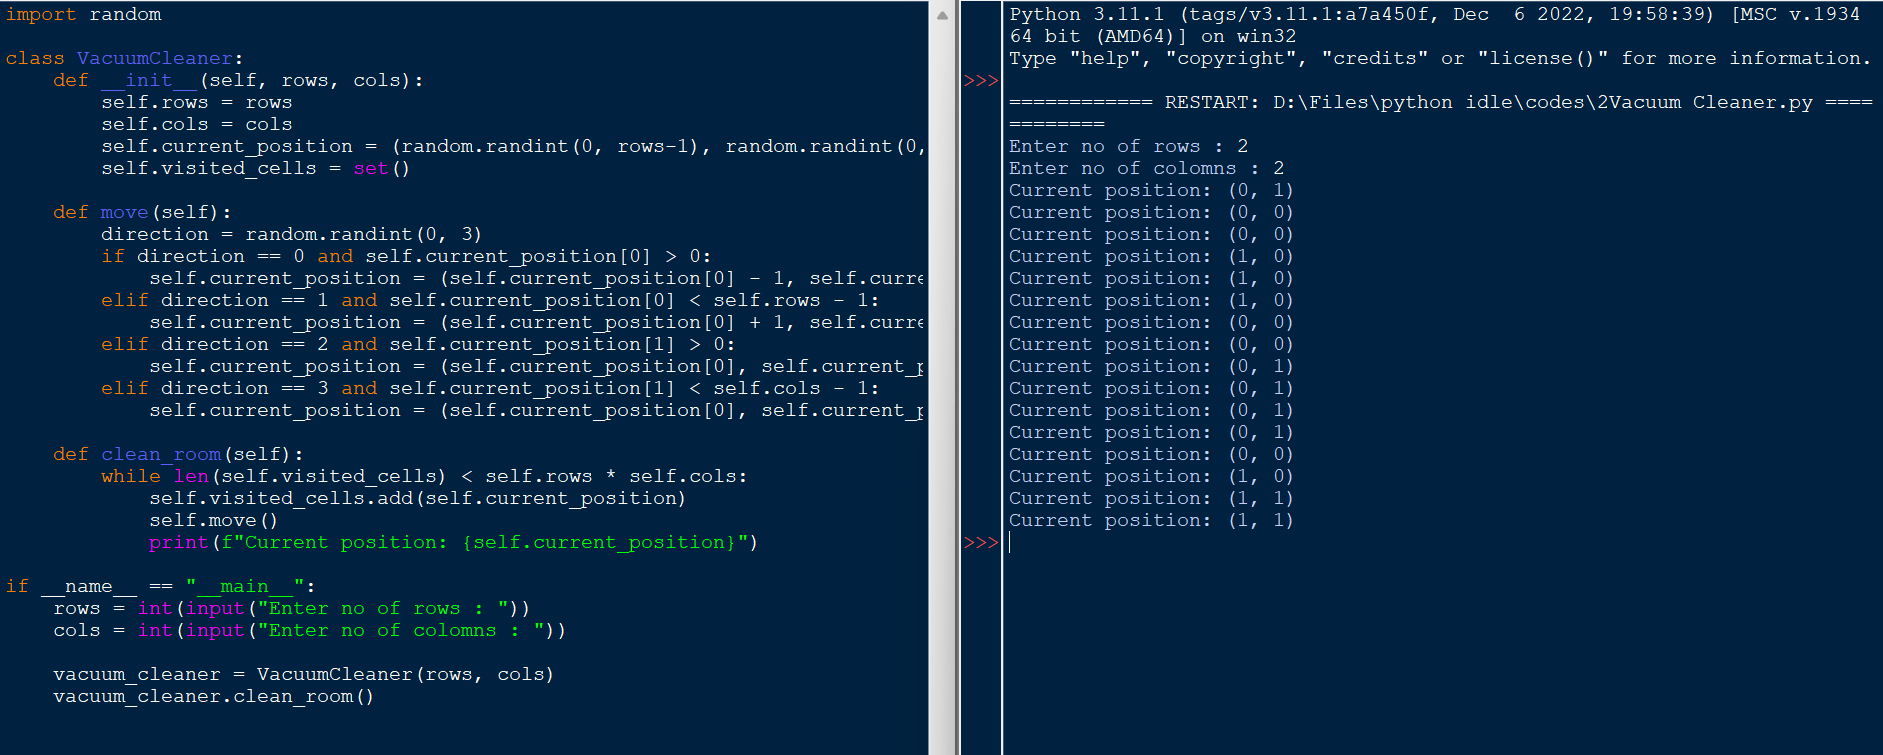 import random
class VacuumCleaner:
    def __init__(self, rows, cols):
        self.rows = rows
        self.cols = cols
        self.current_position = (random.randint(0, rows-1), random.randint(0,
        self.visited_cells = set()
    def move(self):
        direction = random.randint(0, 3)
        if direction == 0 and self.current_position[0] > 0:
            self.current_position = (self.current_position[0] - 1, self.curre
        elif direction == 1 and self.current_position[0] < self.rows - 1:
            self.current_position = (self.current_position[0] + 1, self.curre
        elif direction == 2 and self.current_position[1] > 0:
            self.current_position = (self.current_position[0], self.current_p
        elif direction == 3 and self.current_position[1] < self.cols - 1:
            self.current_position = (self.current_position[0], self.current_p
    def clean_room(self):
        while len(self.visited_cells) < self.rows * self.cols:
            self.visited_cells.add(self.current_position)
            self.move()
            print(f"Current position: {self.current_position}")
if __name__ == "__main__":
    rows = int(input("Enter no of rows : "))
    cols = int(input("Enter no of colomns : "))
    vacuum_cleaner = VacuumCleaner(rows, cols)
    vacuum_cleaner.clean_room()
Python 3.11.1 (tags/v3.11.1:a7a450f, Dec  6 2022, 19:58:39) [MSC v.1934
64 bit (AMD64)] on win32
Type "help", "copyright", "credits" or "license()" for more information.
>>>
============ RESTART: D:\Files\python idle\codes\2Vacuum Cleaner.py ====
========
Enter no of rows : 2
Enter no of colomns : 2
Current position: (0, 1)
Current position: (0, 0)
Current position: (0, 0)
Current position: (1, 0)
Current position: (1, 0)
Current position: (1, 0)
Current position: (0, 0)
Current position: (0, 0)
Current position: (0, 1)
Current position: (0, 1)
Current position: (0, 1)
Current position: (0, 1)
Current position: (0, 0)
Current position: (1, 0)
Current position: (1, 1)
Current position: (1, 1)
>>>